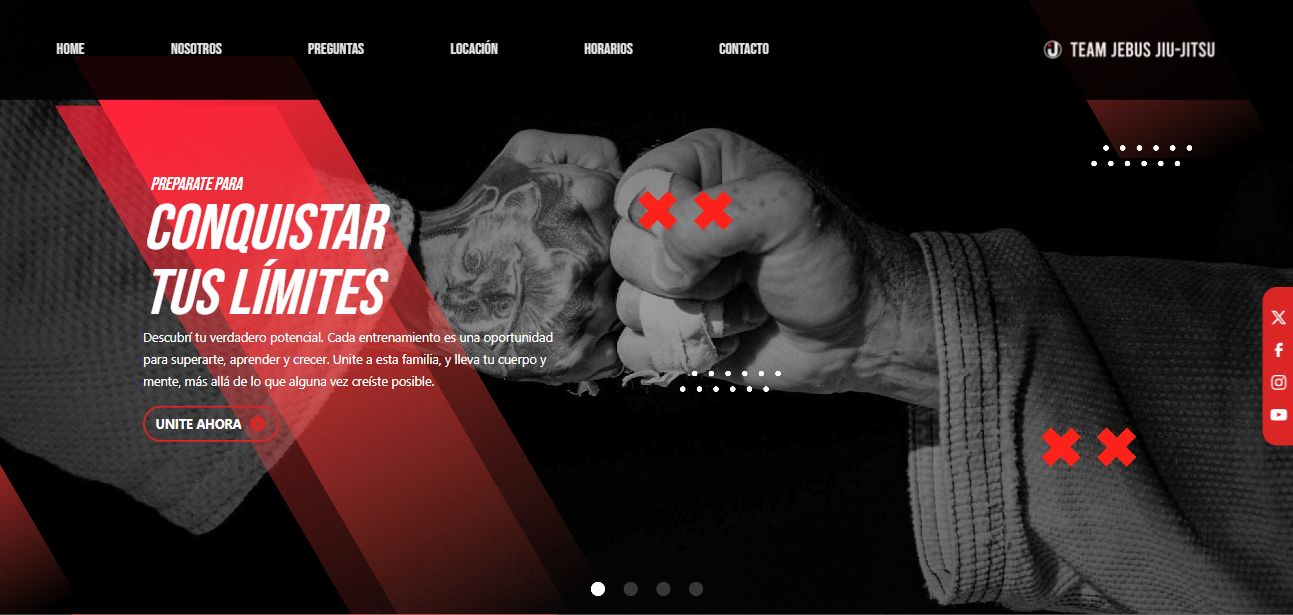 HOME
NOSOTROS
PREGUNTAS
LOCACIÓN
HORARIOS
CONTACTO
J TEAM JEBUS JIU-JITSU
PREPARATE PARA
CONQUISTAR
TUS LÍMITES
Descubrí tu verdadero potencial. Cada entrenamiento es una oportunidad
para superarte, aprender y crecer. Unite a esta familia, y lleva tu cuerpo y
mente, más allá de lo que alguna vez creíste posible.
UNITE AHORA